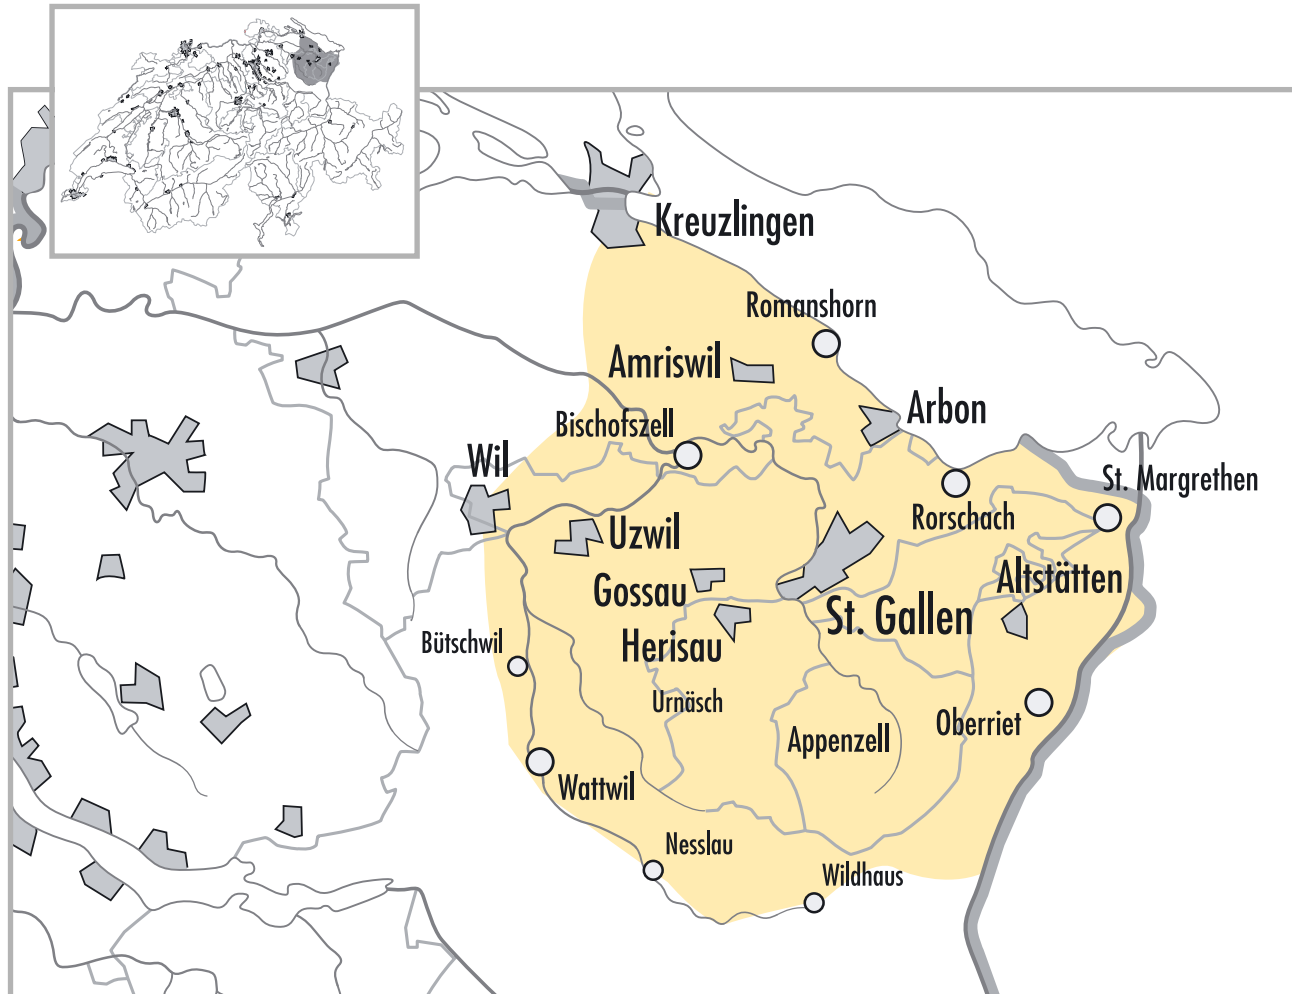 Kreuzlingen
Romanshorn
Amriswil
Arbon
Bischofszell
Wil
St. Margrethen
Rorschach
Uzwil
Altstätten
Gossau
St. Gallen
Herisau
Bütschwil
Urnäsch
Oberriet
Appenzell
Wattwil
Nesslau
Wildhaus